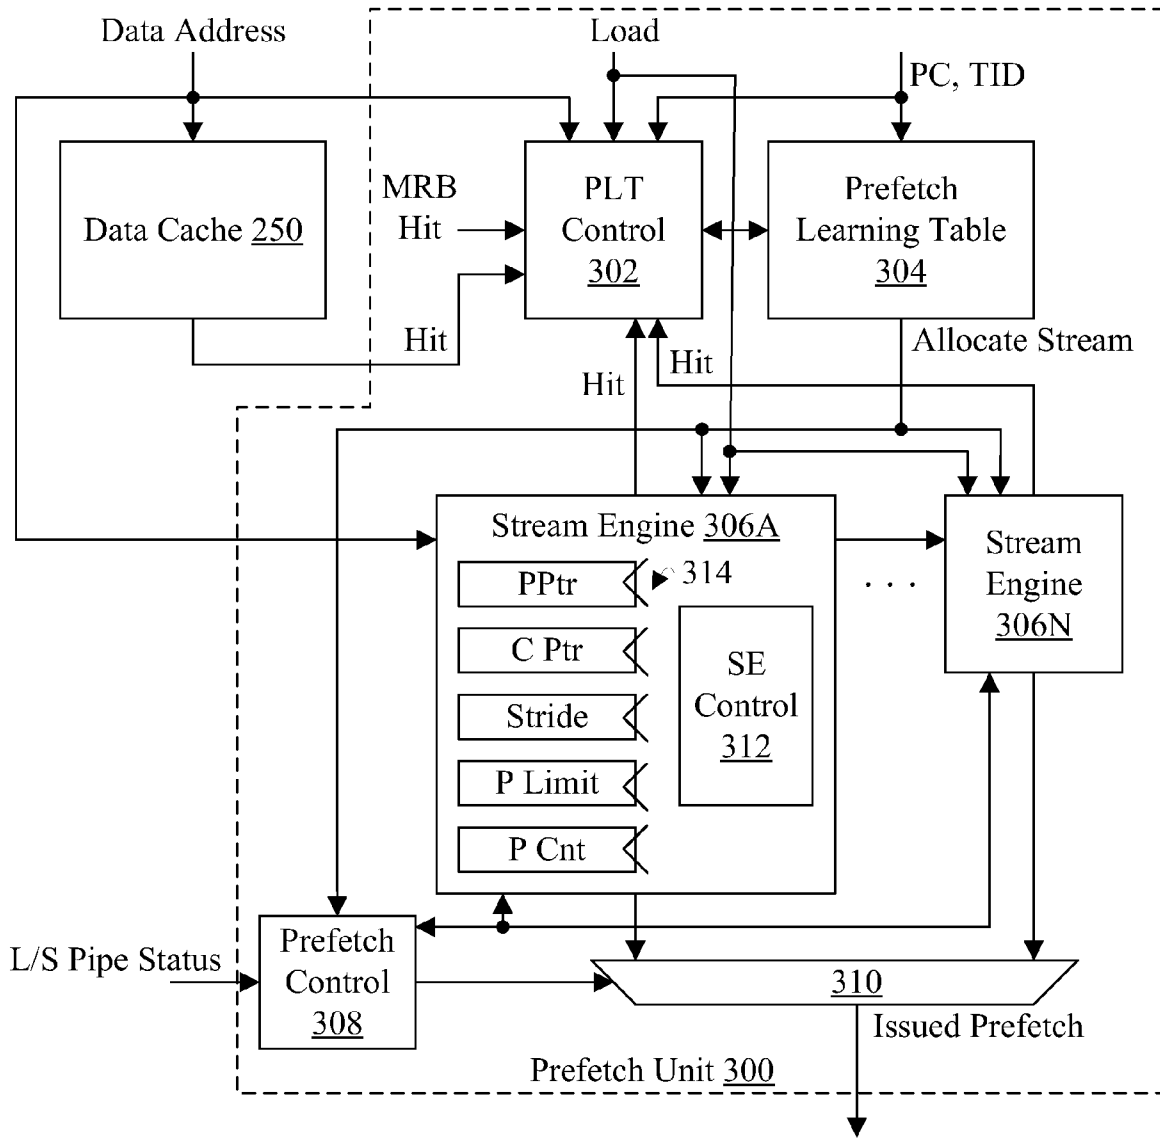 Data Address
Load
PC, TID
Data Cache 250
MRB
Hit
PLT
Control
302
Prefetch
Learning Table
304
Hit
Hit
Hit
Allocate Stream
Stream Engine 306A
314
PPtr
C Ptr
Stride
P Limit
P Cnt
SE
Control
312
. . .
Stream
Engine
306N
L/S Pipe Status
Prefetch
Control
308
310
Issued Prefetch
Prefetch Unit 300